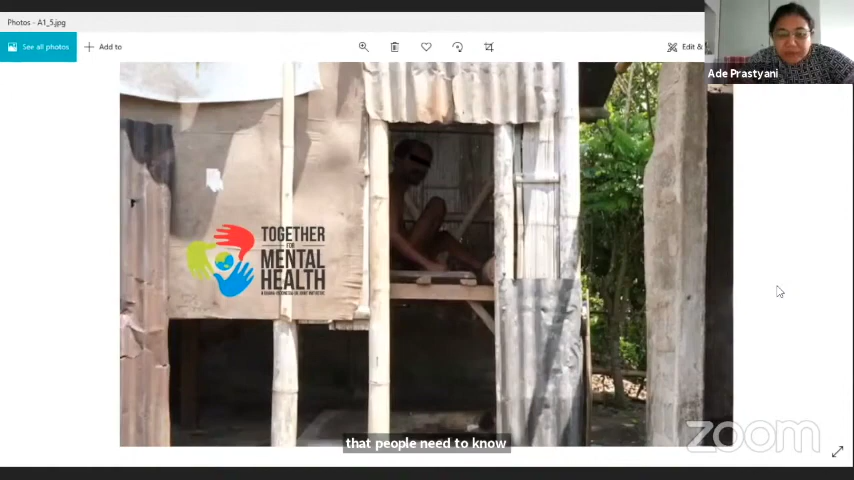 Photos - A1_5.jpg
See all photos
Add to
Edit &
Ade Prastyani
TOGETHER
FOR
MENTAL
HEALTH
that people need to know
zoom